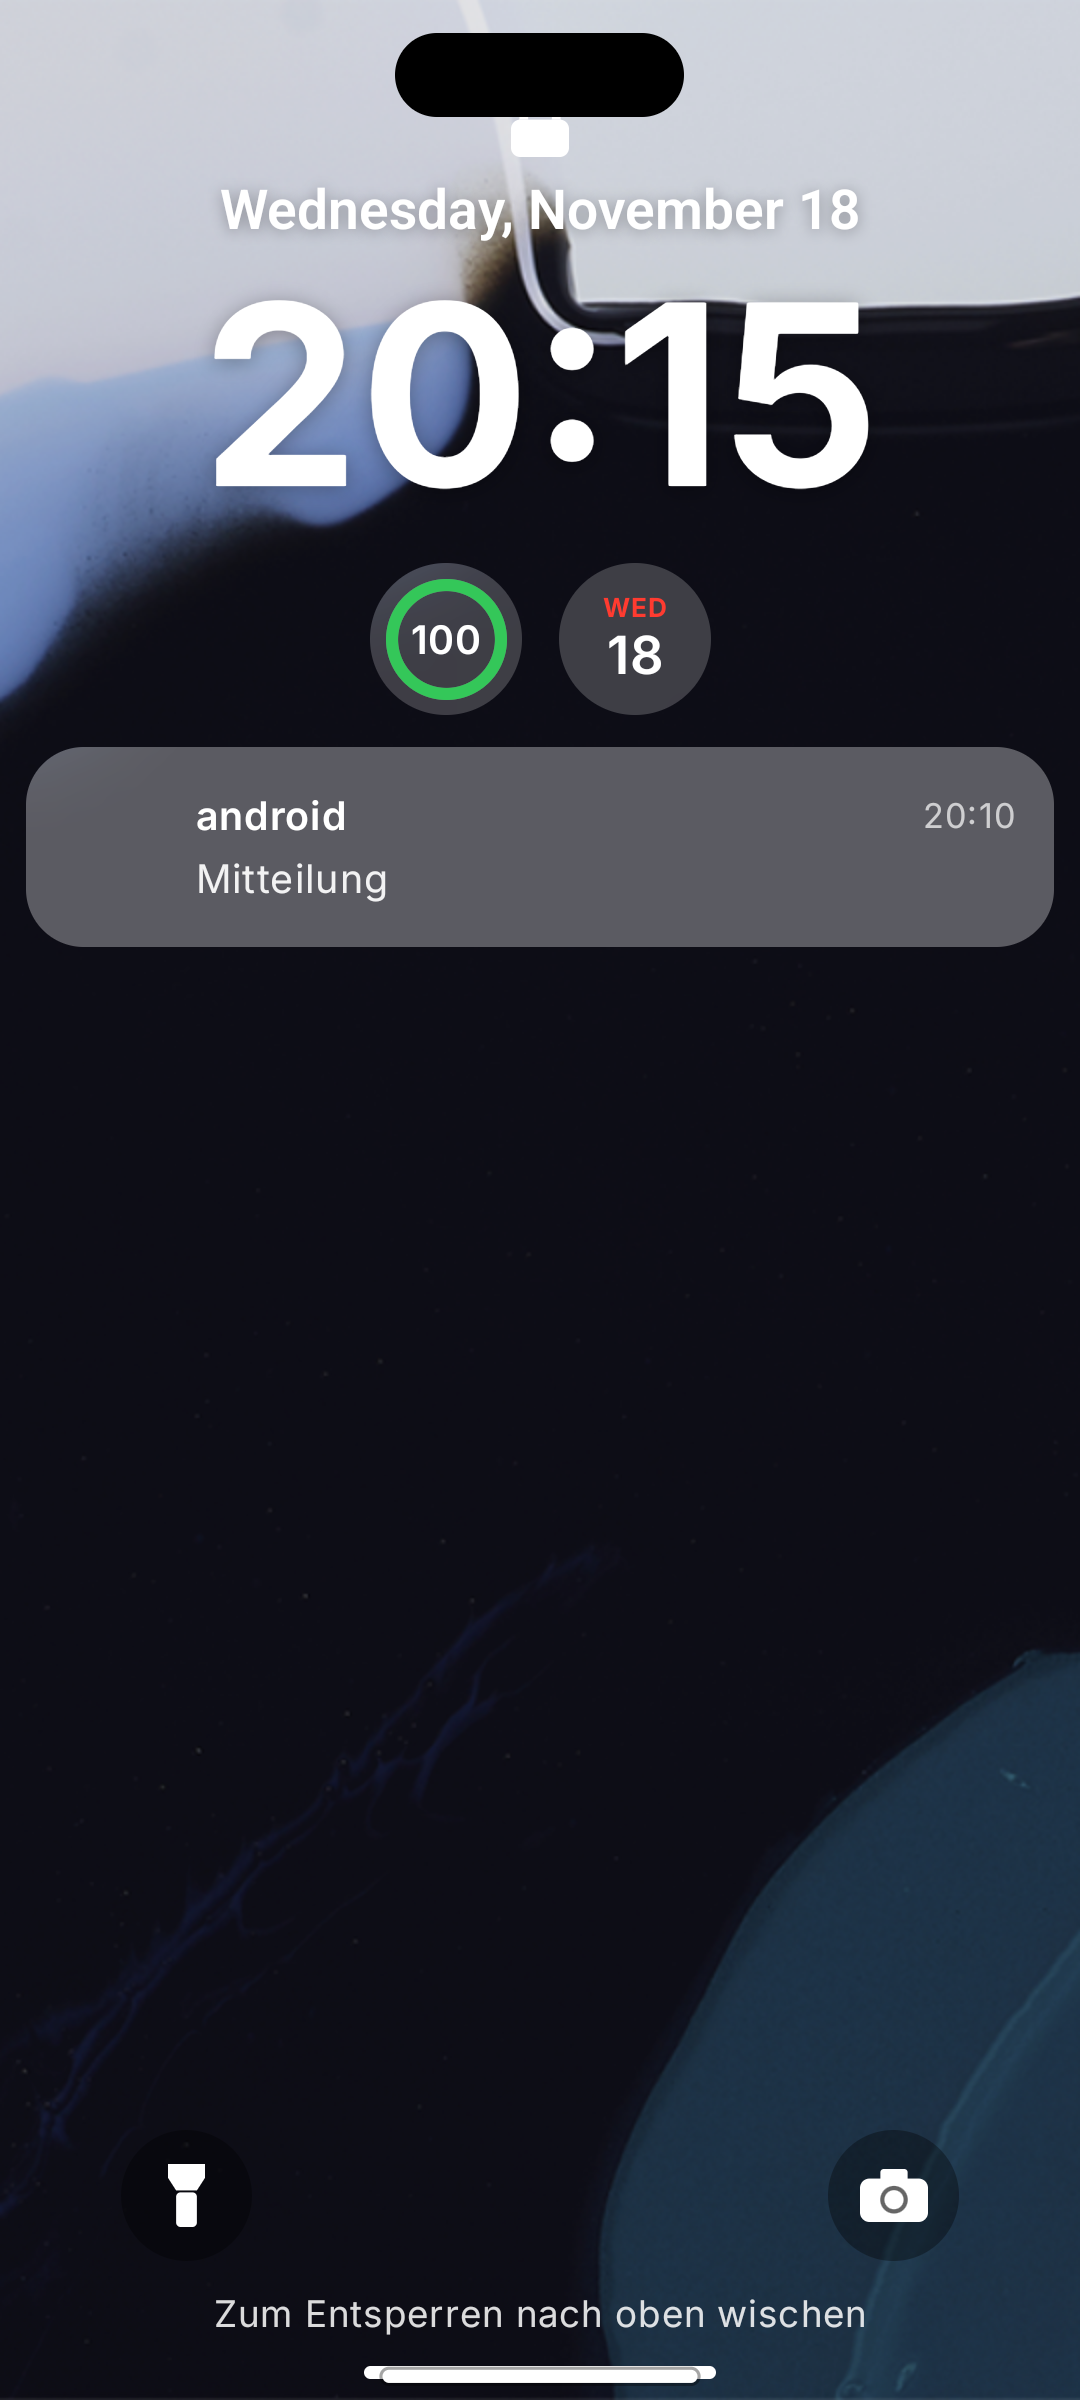 Wednesday, November 18
20:15
100
WED
18
android
20:10
Mitteilung
Zum Entsperren nach oben wischen